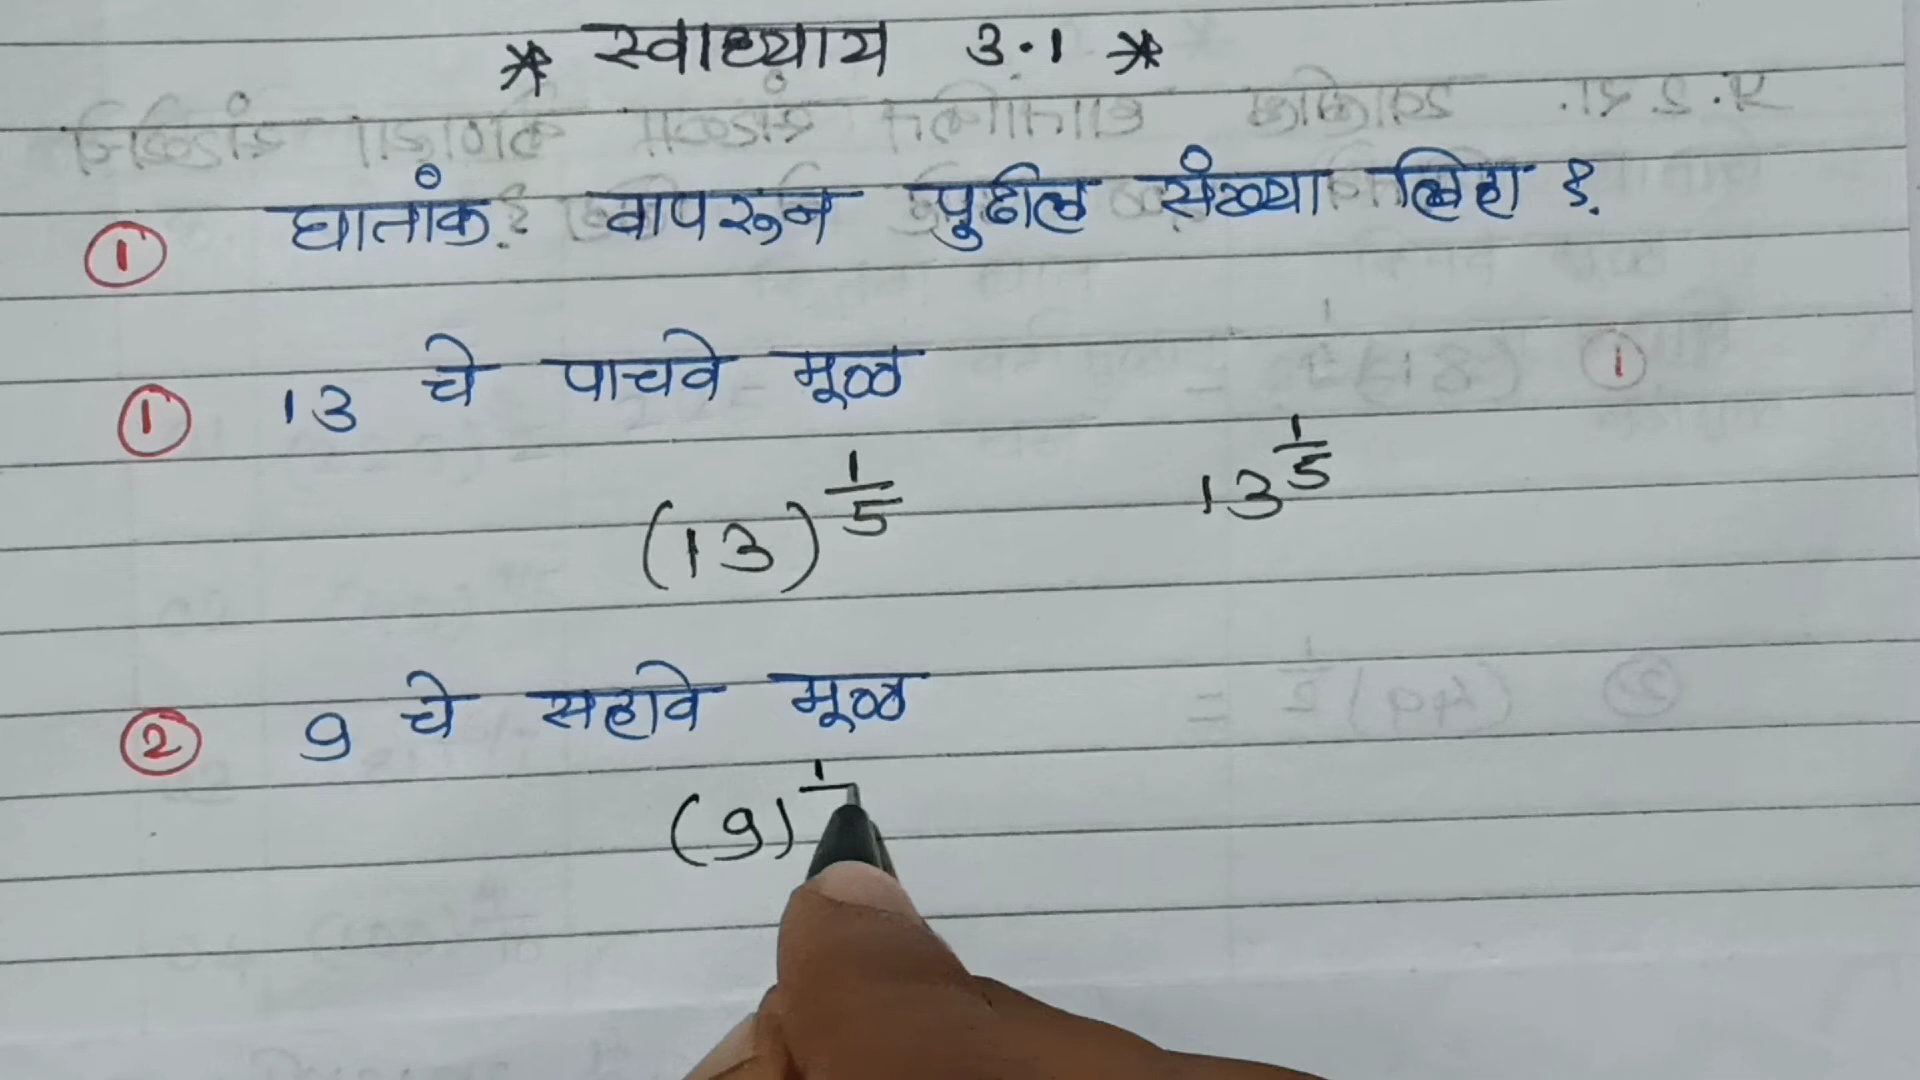 * स्वाध्याय 3.1 *
① घातांक वापरून पुढील संख्या लिहा ?.
① 13 चे पाचवे मूळ
(13)^1/5 13^1/5
② 9 चे सहावे मूळ
(9)^1/